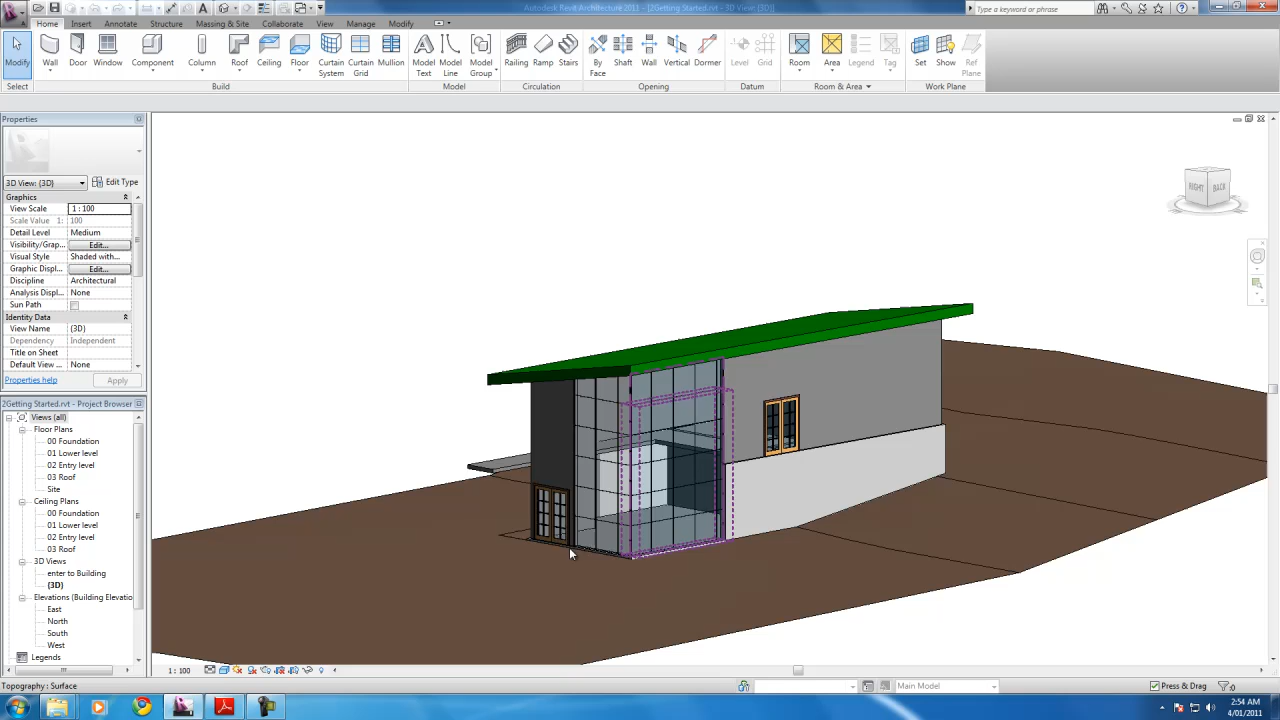 Autodesk Revit Architecture 2011 - [2Getting Started.rvt - 3D View: {3D}]
Type a keyword or phrase
Home Insert Annotate Structure Massing & Site Collaborate View Manage Modify
Modify Wall Door Window Component Column Roof Ceiling Floor Curtain System Curtain Grid Mullion Model Text Model Line Model Group Railing Ramp Stairs By Face Shaft Wall Vertical Dormer Level Grid Room Area Legend Tag Set Show Ref Plane
Select Build Model Circulation Opening Datum Room & Area Work Plane
Properties
3D View: {3D} Edit Type
Graphics
View Scale 1 : 100
Scale Value 1: 100
Detail Level Medium
Visibility/Grap... Edit...
Visual Style Shaded with...
Graphic Displ... Edit...
Discipline Architectural
Analysis Displ... None
Sun Path
Identity Data
View Name {3D}
Dependency Independent
Title on Sheet
Default View ... None
Properties help Apply
2Getting Started.rvt - Project Browser
Views (all)
Floor Plans
00 Foundation
01 Lower level
02 Entry level
03 Roof
Site
Ceiling Plans
00 Foundation
01 Lower level
02 Entry level
03 Roof
3D Views
enter to Building
{3D}
Elevations (Building Elevatio
East
North
South
West
Legends
RIGHT BACK
1 : 100
Topography : Surface
Main Model
Press & Drag
:0
2:54 AM
4/01/2011